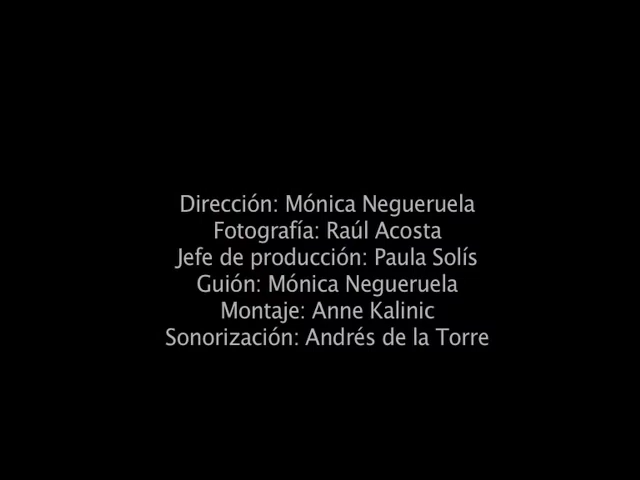 Dirección: Mónica Negueruela
Fotografía: Raúl Acosta
Jefe de producción: Paula Solís
Guión: Mónica Negueruela
Montaje: Anne Kalinic
Sonorización: Andrés de la Torre